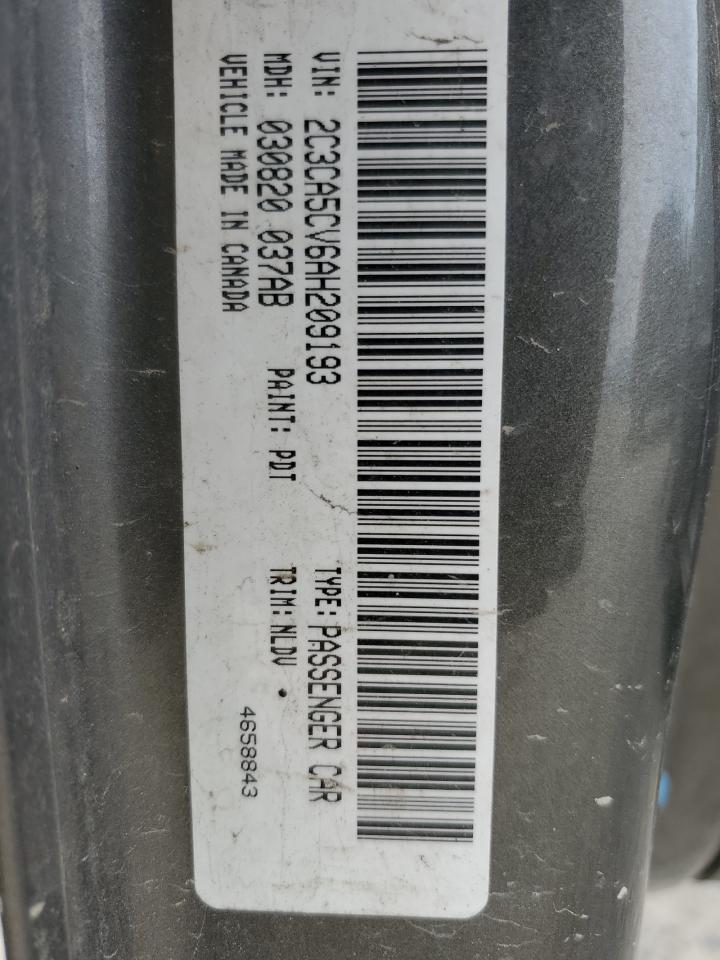 VIN: 2C3CA5CV6AH209193 TYPE: PASSENGER CAR
MDH: 030820 037AB PAINT: PDT TRIM: NLDV
VEHICLE MADE IN CANADA 4658843